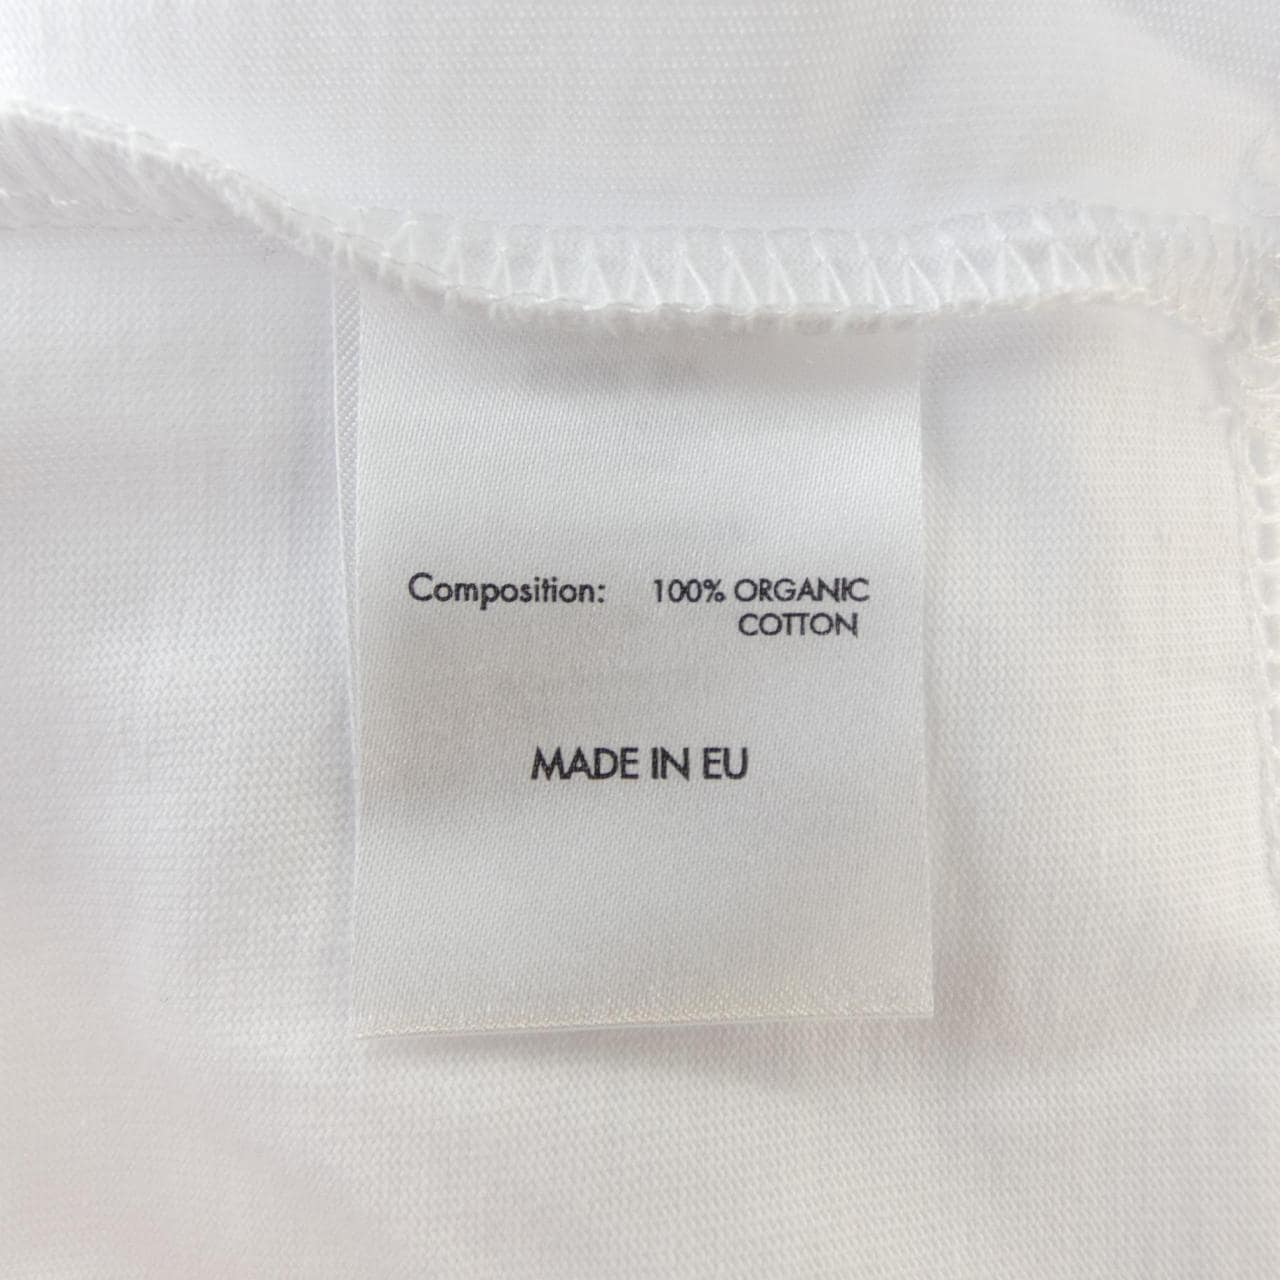 Composition: 100% ORGANIC
COTTON
MADE IN EU